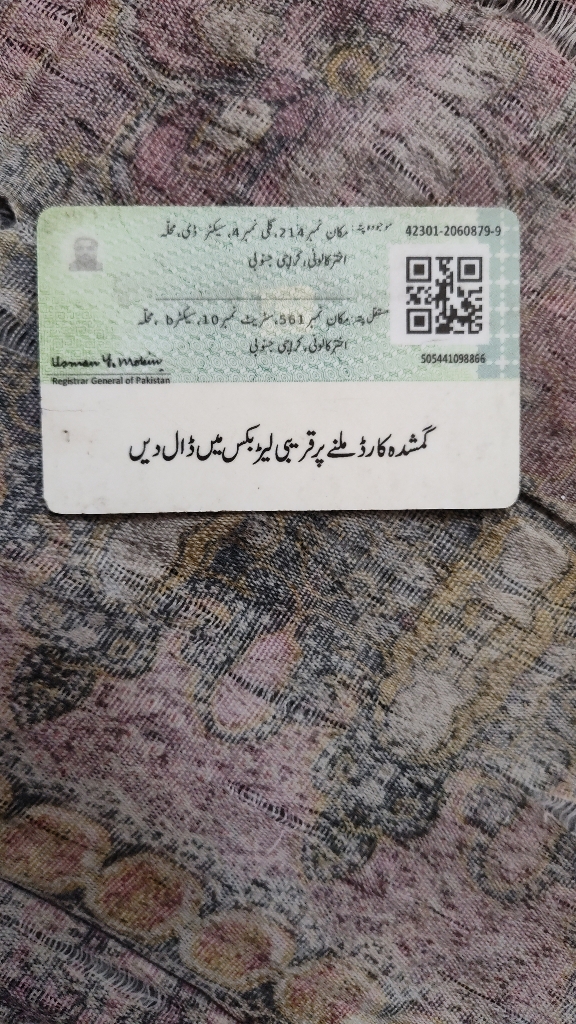 موجودہ پتہ: مکان نمبر 214، گلی نمبر 4، سیکٹر ڈی، محلہ
42301-2060879-9
اختر کالونی، کراچی جنوبی
مستقل پتہ: مکان نمبر 561، سٹریٹ نمبر 10، سیکٹر b، محلہ
اختر کالونی، کراچی جنوبی
505441098866
Usman Y. Mobin
Registrar General of Pakistan
گمشدہ کارڈ ملنے پر قریبی لیٹر بکس میں ڈال دیں